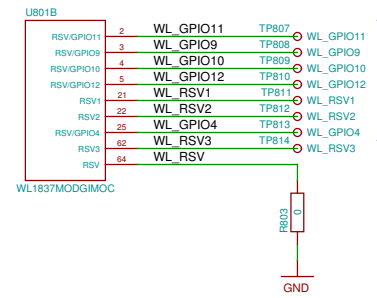 U801B
RSV/GPIO11 2 WL_GPIO11 TP807 WL_GPIO11
RSV/GPIO9 3 WL_GPIO9 TP808 WL_GPIO9
RSV/GPIO10 4 WL_GPIO10 TP809 WL_GPIO10
RSV/GPIO12 5 WL_GPIO12 TP810 WL_GPIO12
RSV1 21 WL_RSV1 TP811 WL_RSV1
RSV2 22 WL_RSV2 TP812 WL_RSV2
RSV/GPIO4 25 WL_GPIO4 TP813 WL_GPIO4
RSV3 62 WL_RSV3 TP814 WL_RSV3
RSV 64 WL_RSV
WL1837MODGIMOC
R803 0
GND